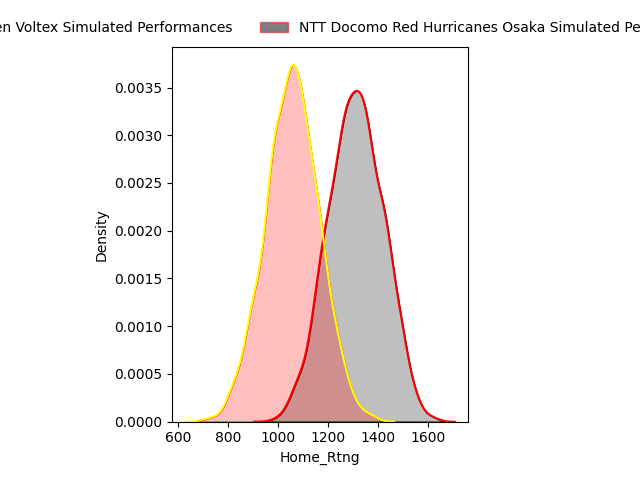 en Voltex Simulated Performances NTT Docomo Red Hurricanes Osaka Simulated Pe
0.0035
0.0030
0.0025
0.0020
0.0015
0.0010
0.0005
0.0000
Density
600 800 1000 1200 1400 1600
Home_Rtng